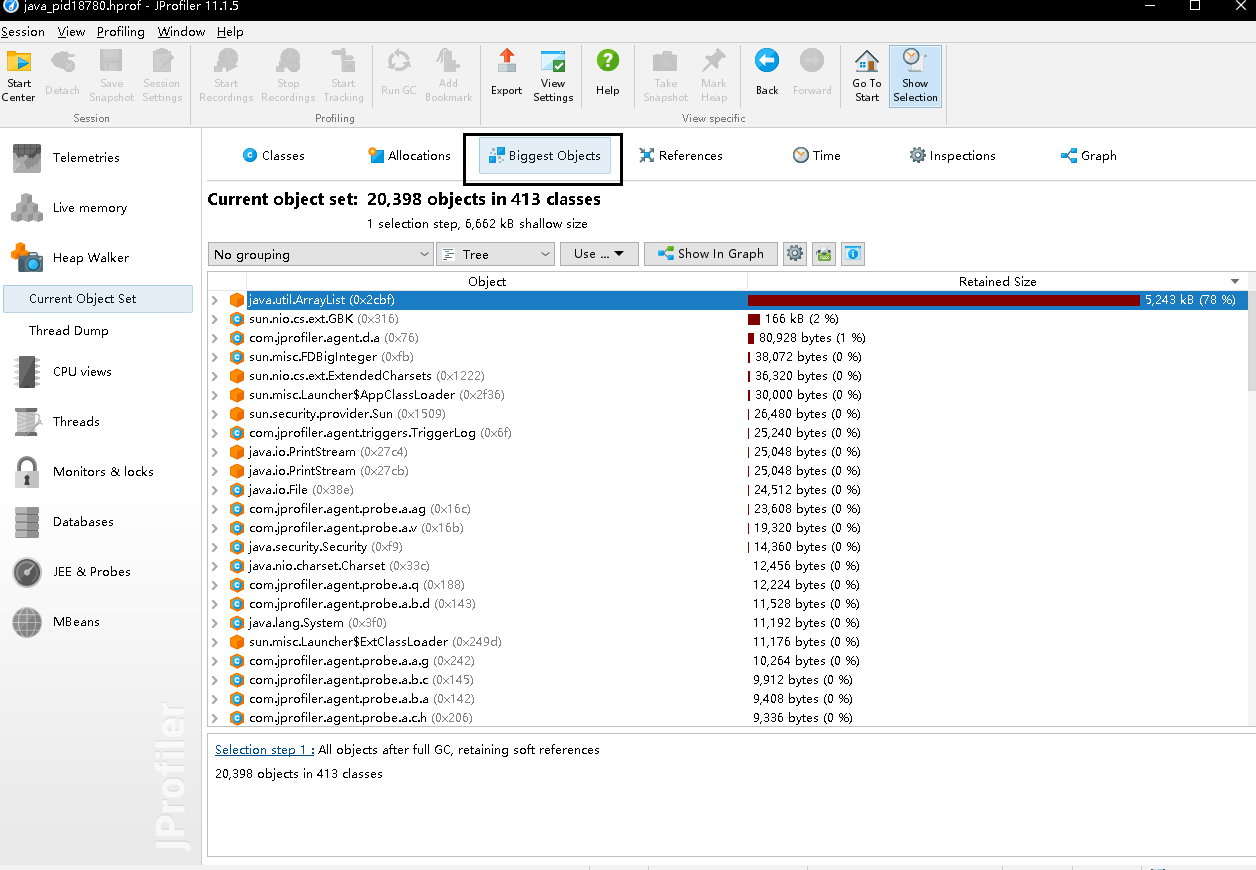 java_pid18780.hprof - JProfiler 11.1.5
Session View Profiling Window Help
Start Center
Detach
Save Snapshot
Session Settings
Start Recordings
Stop Recordings
Start Tracking
Run GC
Add Bookmark
Export
View Settings
Help
Take Snapshot
Mark Heap
Back
Forward
Go To Start
Show Selection
Session
Profiling
View specific
Telemetries
Live memory
Heap Walker
Current Object Set
Thread Dump
CPU views
Threads
Monitors & locks
Databases
JEE & Probes
MBeans
JProfiler
Classes Allocations Biggest Objects References Time Inspections Graph
Current object set: 20,398 objects in 413 classes
1 selection step, 6,662 kB shallow size
No grouping Tree Use ... Show In Graph
Object Retained Size
java.util.ArrayList (0x2cbf) 5,243 kB (78 %)
sun.nio.cs.ext.GBK (0x316) 166 kB (2 %)
com.jprofiler.agent.d.a (0x76) 80,928 bytes (1 %)
sun.misc.FDBigInteger (0xfb) 38,072 bytes (0 %)
sun.nio.cs.ext.ExtendedCharsets (0x1222) 36,320 bytes (0 %)
sun.misc.Launcher$AppClassLoader (0x2f36) 30,000 bytes (0 %)
sun.security.provider.Sun (0x1509) 26,480 bytes (0 %)
com.jprofiler.agent.triggers.TriggerLog (0x6f) 25,240 bytes (0 %)
java.io.PrintStream (0x27c4) 25,048 bytes (0 %)
java.io.PrintStream (0x27cb) 25,048 bytes (0 %)
java.io.File (0x38e) 24,512 bytes (0 %)
com.jprofiler.agent.probe.a.ag (0x16c) 23,608 bytes (0 %)
com.jprofiler.agent.probe.a.v (0x16b) 19,320 bytes (0 %)
java.security.Security (0xf9) 14,360 bytes (0 %)
java.nio.charset.Charset (0x33c) 12,456 bytes (0 %)
com.jprofiler.agent.probe.a.q (0x188) 12,224 bytes (0 %)
com.jprofiler.agent.probe.a.b.d (0x143) 11,528 bytes (0 %)
java.lang.System (0x3f0) 11,192 bytes (0 %)
sun.misc.Launcher$ExtClassLoader (0x249d) 11,176 bytes (0 %)
com.jprofiler.agent.probe.a.a.g (0x242) 10,264 bytes (0 %)
com.jprofiler.agent.probe.a.b.c (0x145) 9,912 bytes (0 %)
com.jprofiler.agent.probe.a.b.a (0x142) 9,408 bytes (0 %)
com.jprofiler.agent.probe.a.c.h (0x206) 9,336 bytes (0 %)
Selection step 1 : All objects after full GC, retaining soft references
20,398 objects in 413 classes